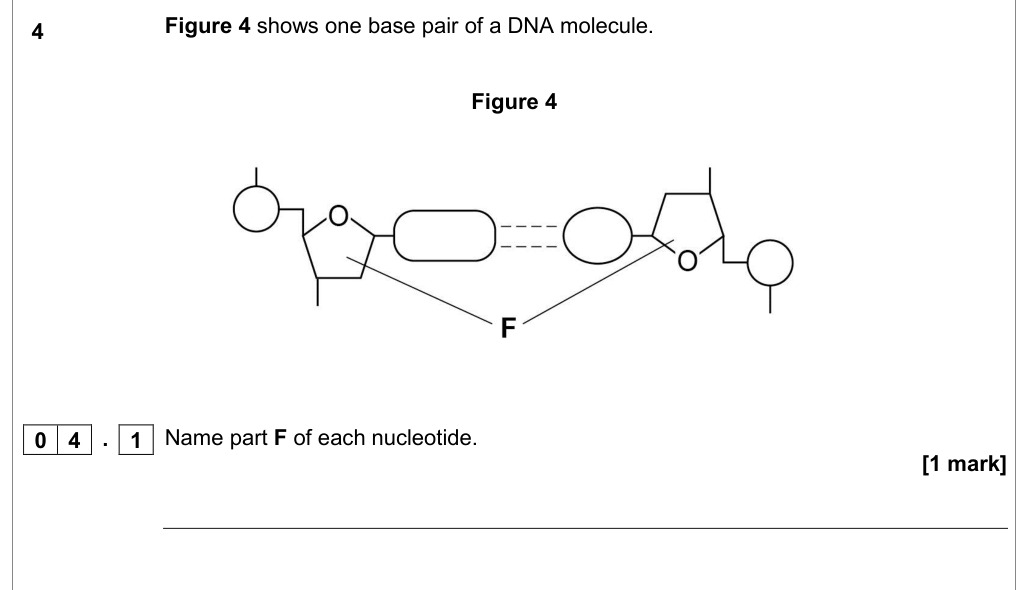 4 Figure 4 shows one base pair of a DNA molecule.
Figure 4
O
O
F
0 4 . 1 Name part F of each nucleotide.
[1 mark]